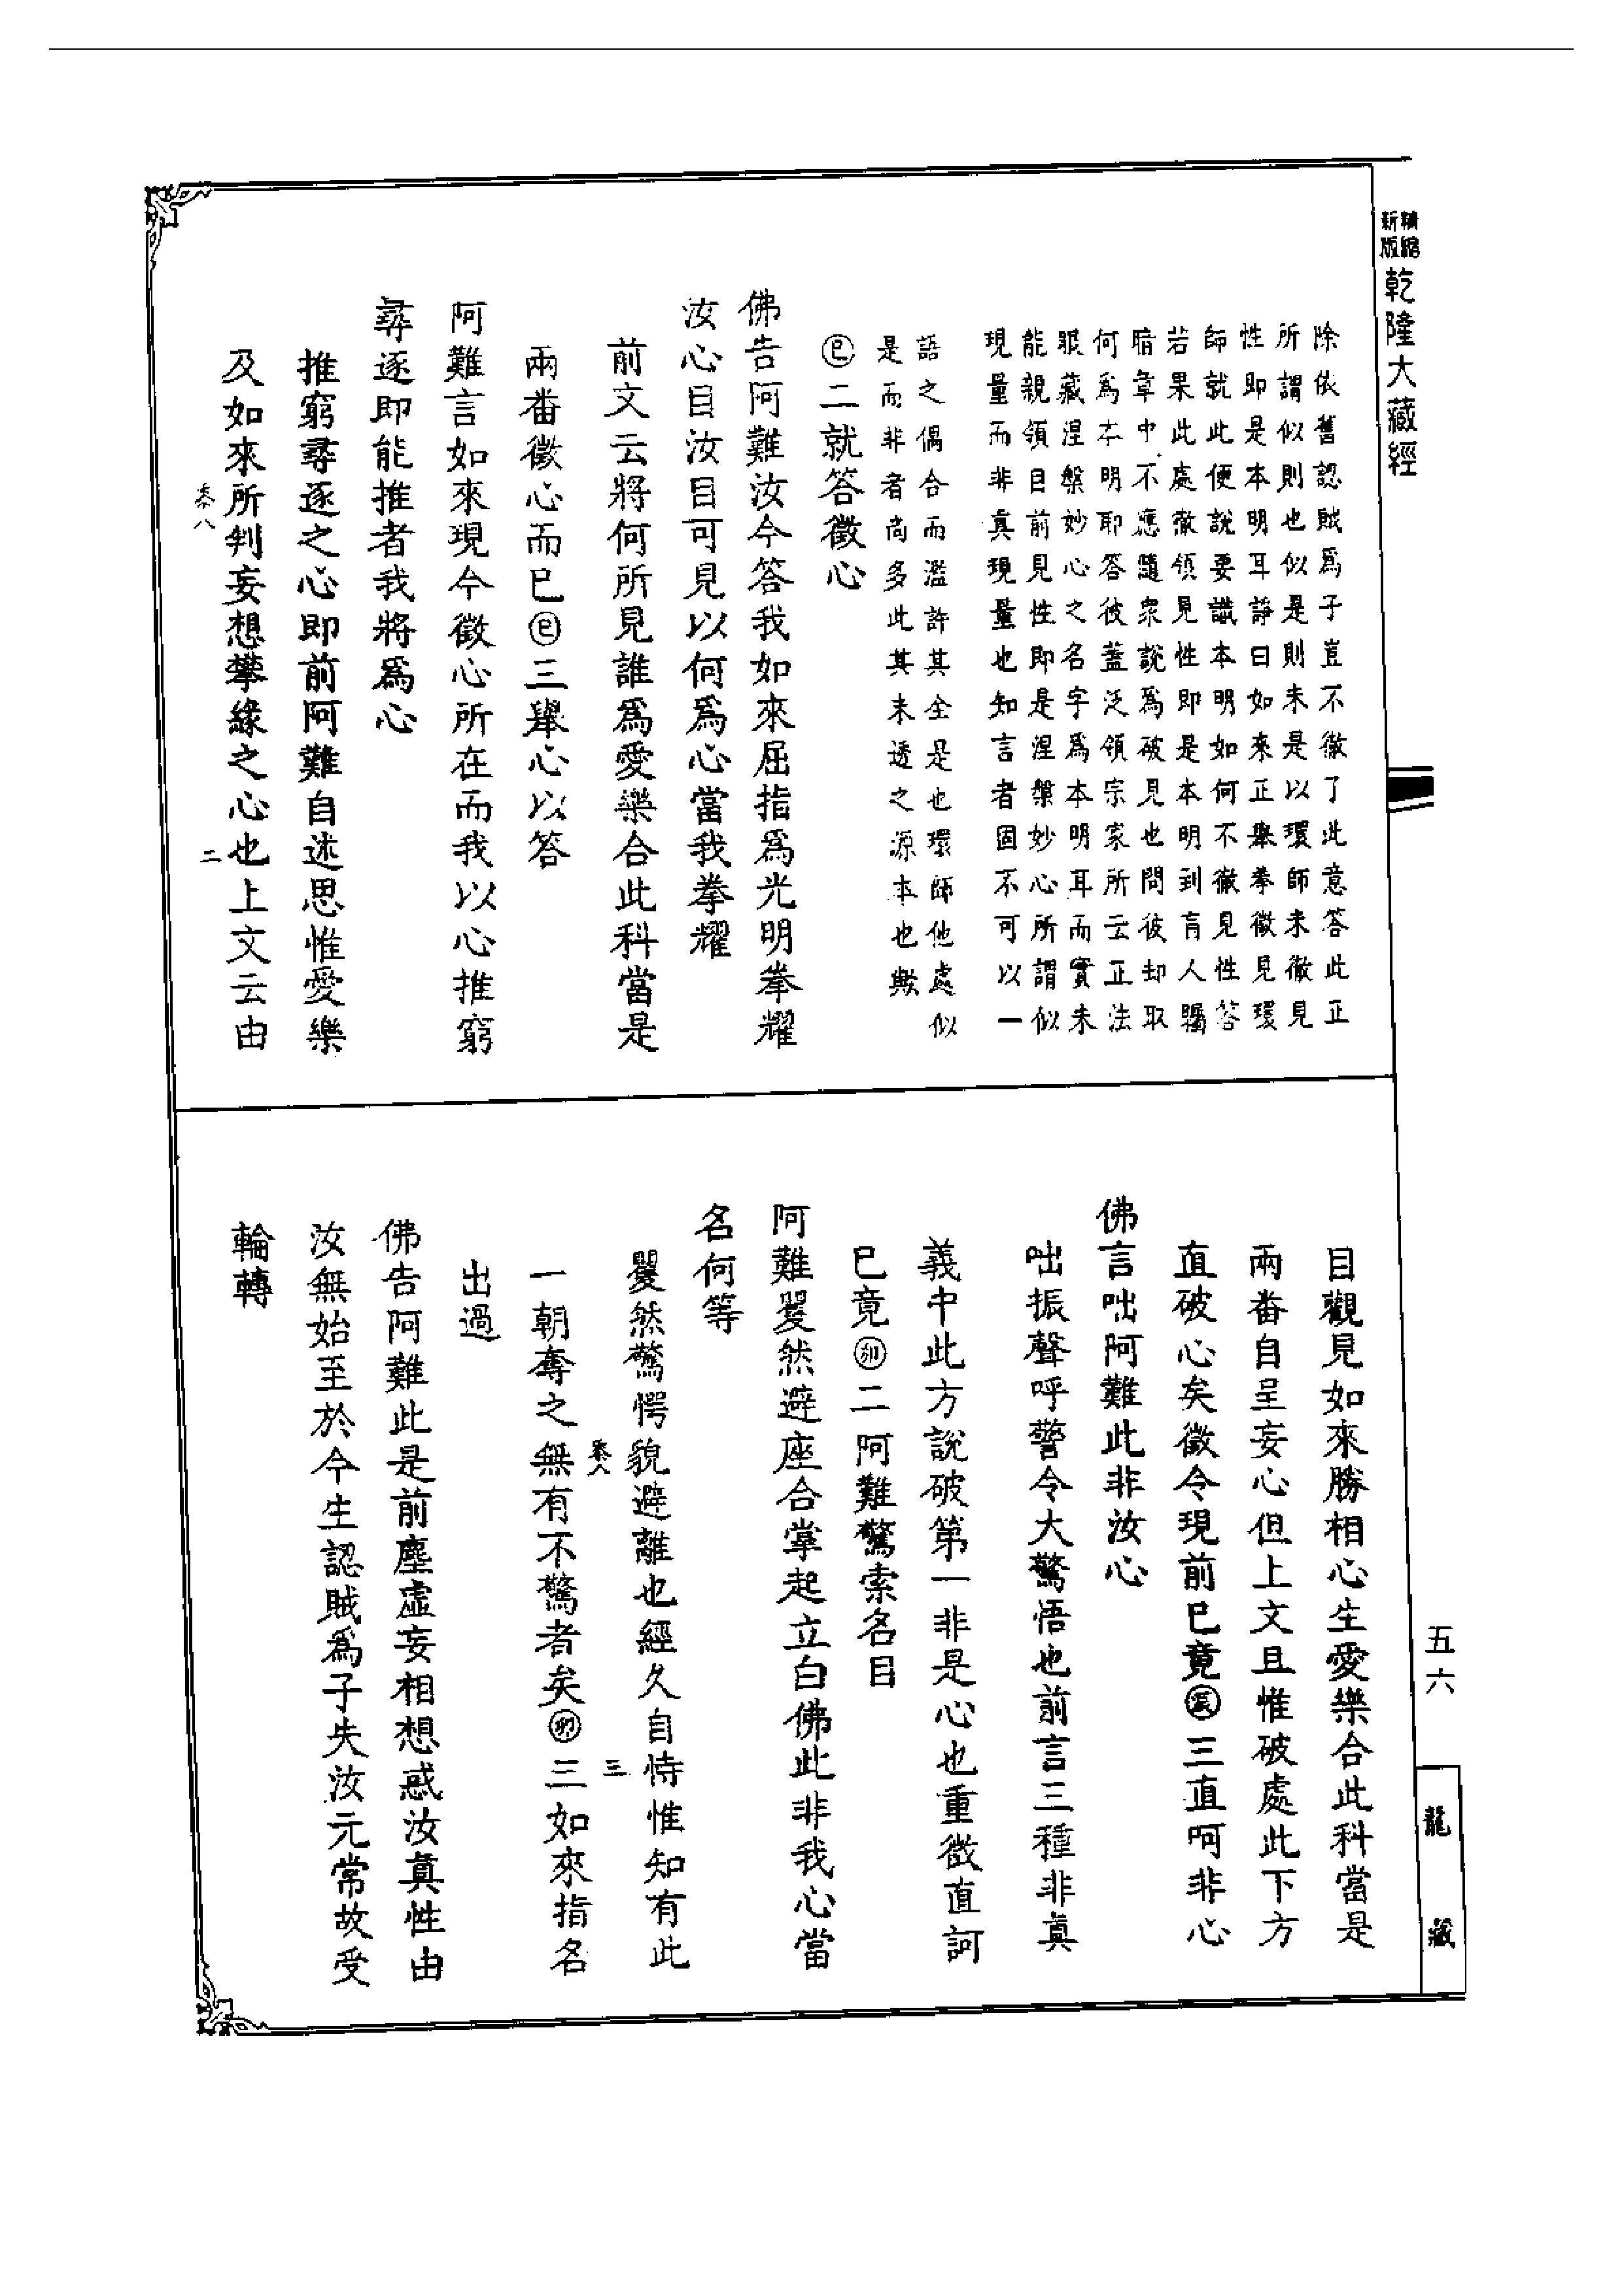 精縮新版
乾隆大藏經
除依舊認賊爲子豈不徹了此意答此正
所謂似則也似是則未是以環師未徹見
性即是本明耳諍曰如來正舉拳徵見環
師就此便說要識本明如何不徹見性答
若果此處徹領見性即是本明到盲人矚
暗章中不應隨衆說爲破見也問彼却取
何爲本明耶答彼蓋泛領宗家所云正法
眼藏涅槃妙心之名字爲本明耳而實未
能親領目前見性即是涅槃妙心所謂似
現量而非真現量也知言者固不可以一
語之偶合而濫許其全是也環師他處似
是而非者尚多此其未透之源本也歟
㊁二就答徵心
佛告阿難汝今答我如來屈指爲光明拳耀
汝心目汝目可見以何爲心當我拳耀
前文云將何所見誰爲愛樂合此科當是
兩番徵心而巳三舉心以答
阿難言如來現今徵心所在而我以心推窮
尋逐即能推者我將爲心
推窮尋逐之心即前阿難自述思惟愛樂
及如來所判妄想攀緣之心也上文云由
叅八
二
目觀見如來勝相心生愛樂合此科當是
兩番自呈妄心但上文且惟破處此下方
直破心矣徵令現前巳竟三直呵非心
佛言咄阿難此非汝心
咄振聲呼警令大驚悟也前言三種非真
義中此方說破第一非是心也重徵直訶
巳竟卯二阿難驚索名目
阿難矍然避座合掌起立白佛此非我心當
名何等
矍然驚愕貌避離也經久自恃惟知有此
叅八
三
一朝奪之無有不驚者矣卯三如來指名
出過
佛告阿難此是前塵虛妄相想惑汝真性由
汝無始至於今生認賊爲子失汝元常故受
輪轉
五六
龍藏